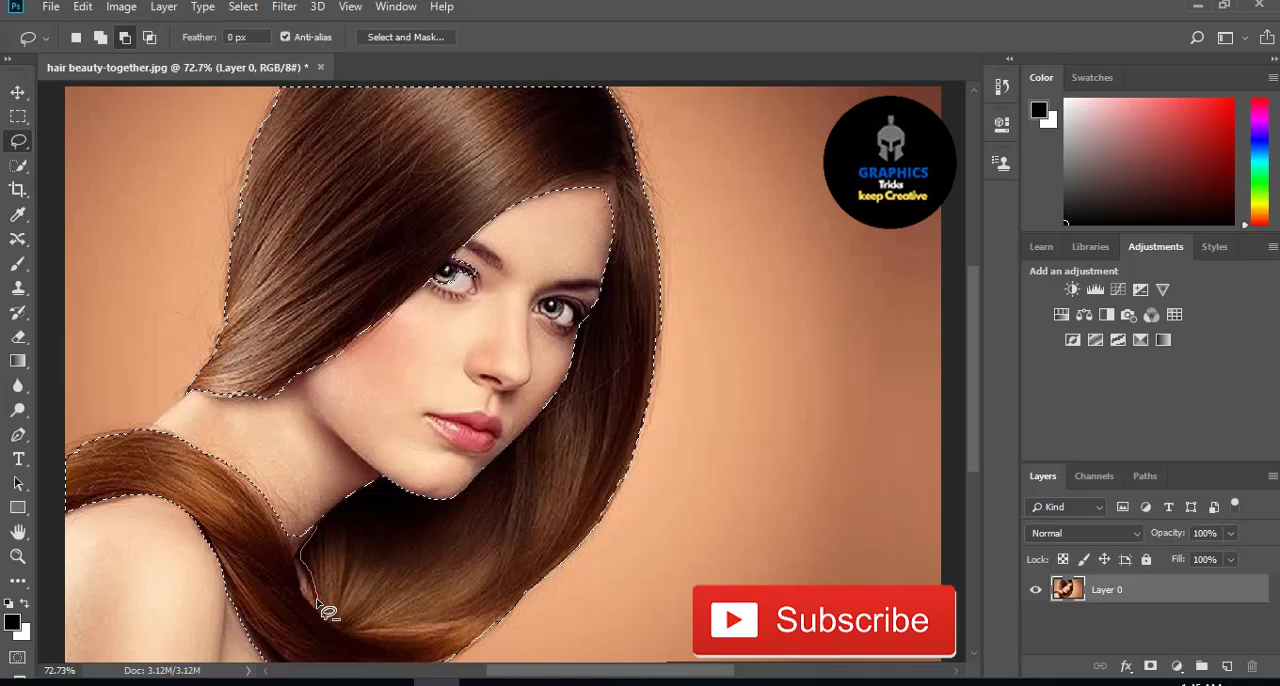 Ps File Edit Image Layer Type Select Filter 3D View Window Help
Feather: 0 px Anti-alias Select and Mask...
hair beauty-together.jpg @ 72.7% (Layer 0, RGB/8#) * ×
Color Swatches
GRAPHICS
Tricks
keep Creative
Learn Libraries Adjustments Styles
Add an adjustment
Layers Channels Paths
Kind
Normal Opacity: 100%
Lock: Fill: 100%
Layer 0
Subscribe
72.73% Doc: 3.12M/3.12M